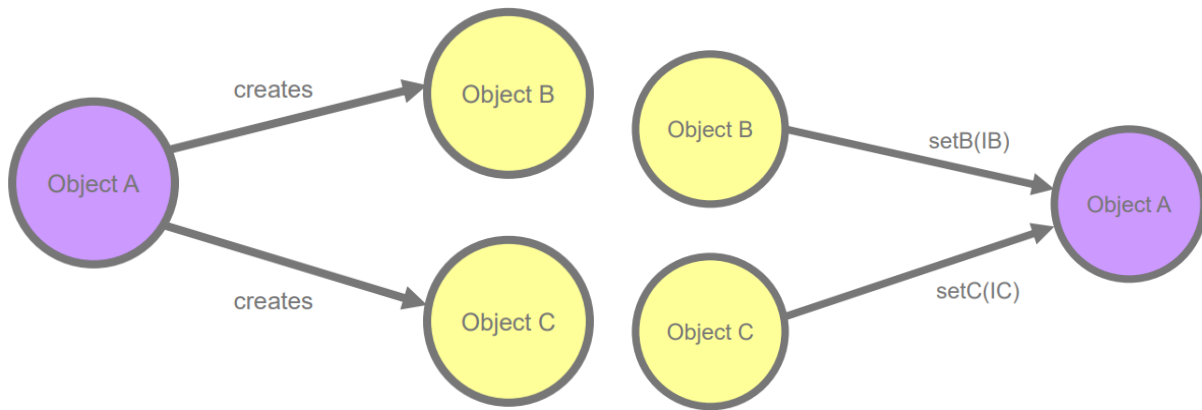 creates
Object B
Object A
creates
Object C
Object B
setB(IB)
Object A
setC(IC)
Object C